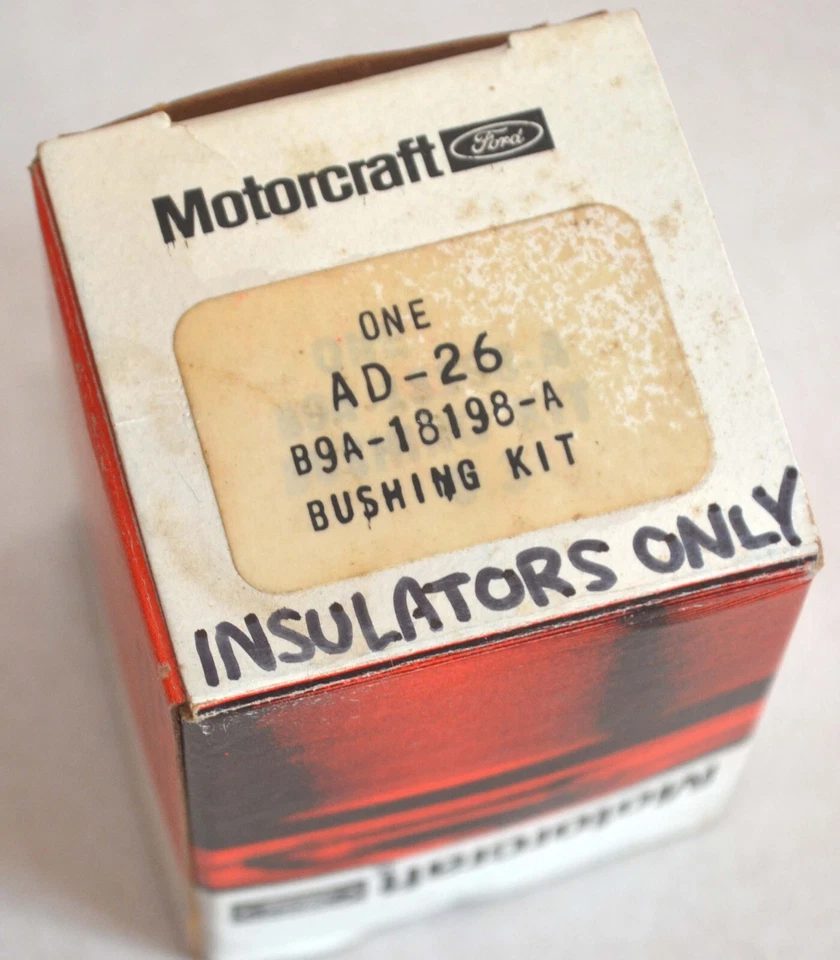 Motorcraft Ford
ONE
AD-26
B9A-18198-A
BUSHING KIT
INSULATORS ONLY
Motorcraft